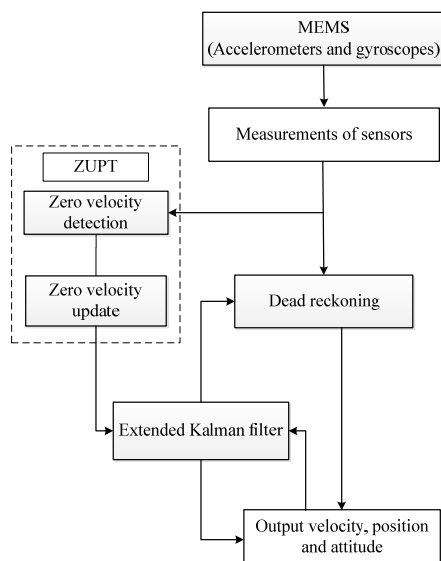 MEMS
(Accelerometers and gyroscopes)
Measurements of sensors
ZUPT
Zero velocity
detection
Zero velocity
update
Dead reckoning
Extended Kalman filter
Output velocity, position
and attitude